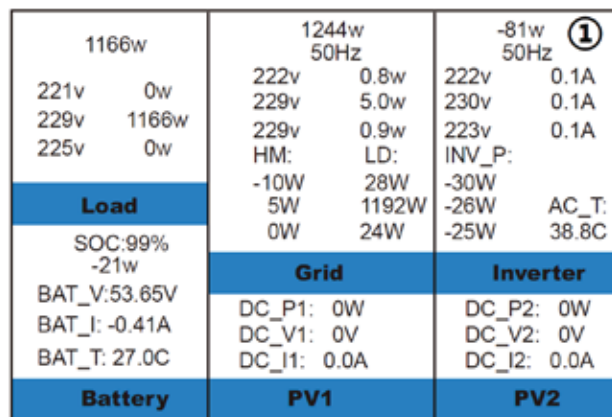 1166w
221v 0w
229v 1166w
225v 0w
Load
SOC:99%
-21w
BAT_V:53.65V
BAT_I: -0.41A
BAT_T: 27.0C
Battery
1244w
50Hz
222v 0.8w
229v 5.0w
229v 0.9w
HM: LD:
-10W 28W
5W 1192W
0W 24W
Grid
DC_P1: 0W
DC_V1: 0V
DC_I1: 0.0A
PV1
-81w ①
50Hz
222v 0.1A
230v 0.1A
223v 0.1A
INV_P:
-30W
-26W AC_T:
-25W 38.8C
Inverter
DC_P2: 0W
DC_V2: 0V
DC_I2: 0.0A
PV2